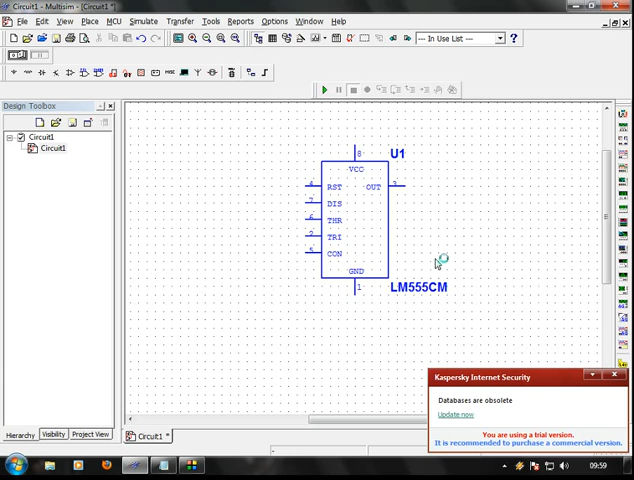 Circuit1 - Multisim - [Circuit1 *]
File Edit View Place MCU Simulate Transfer Tools Reports Options Window Help
--- In Use List ---
Design Toolbox
Circuit1
Circuit1
8
U1
VCC
4 RST OUT 3
7 DIS
6 THR
2 TRI
5 CON
GND
1
LM555CM
Kaspersky Internet Security
Databases are obsolete
Update now
You are using a trial version.
It is recommended to purchase a commercial version.
Hierarchy Visibility Project View
Circuit1 *
09:59